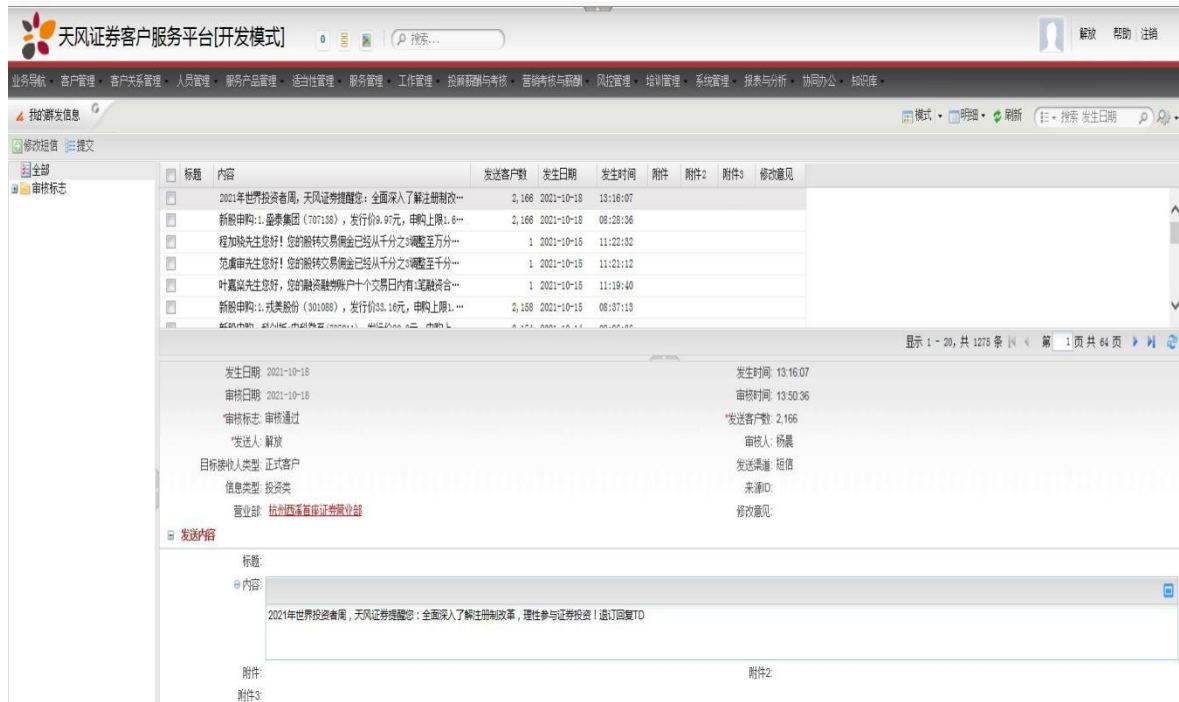 天风证券客户服务平台[开发模式] 0 搜索... 解放 帮助 注销
业务导航 客户管理 客户关系管理 人员管理 服务产品管理 适当性管理 服务管理 工作管理 投顾薪酬与考核 营销考核与薪酬 风控管理 培训管理 系统管理 报表与分析 协同办公 知识库
我的群发信息 模式 明细 刷新 搜索 发生日期
修改短信 提交
全部
审核标志
标题 内容 发送客户数 发生日期 发生时间 附件 附件2 附件3 修改意见
2021年世界投资者周,天风证券提醒您:全面深入了解注册制改… 2,166 2021-10-18 13:16:07
新股申购:1.盛泰集团(707138),发行价9.97元,申购上限1.6… 2,166 2021-10-18 08:28:36
程加骏先生您好!您的股转交易佣金已经从千分之3调整至万分… 1 2021-10-15 11:22:32
范虞甯先生您好!您的股转交易佣金已经从千分之3调整至千分… 1 2021-10-15 11:21:12
叶嘉燊先生您好,您的融资融券账户十个交易日内有1笔融资合… 1 2021-10-15 11:19:40
新股申购:1.戎美股份(301088),发行价33.16元,申购上限1.… 2,158 2021-10-15 08:37:13
显示 1 - 20,共 1275 条 第 1 页共 64 页
发生日期: 2021-10-18 发生时间: 13:16:07
审核日期: 2021-10-18 审核时间: 13:50:36
*审核标志: 审核通过 *发送客户数: 2,166
*发送人: 解放 审核人: 杨晨
目标接收人类型: 正式客户 发送渠道: 短信
信息类型: 投资类 来源ID:
营业部: 杭州西溪首座证券营业部 修改意见:
发送内容
标题:
内容:
2021年世界投资者周,天风证券提醒您:全面深入了解注册制改革,理性参与证券投资!退订回复TD
附件: 附件2:
附件3: